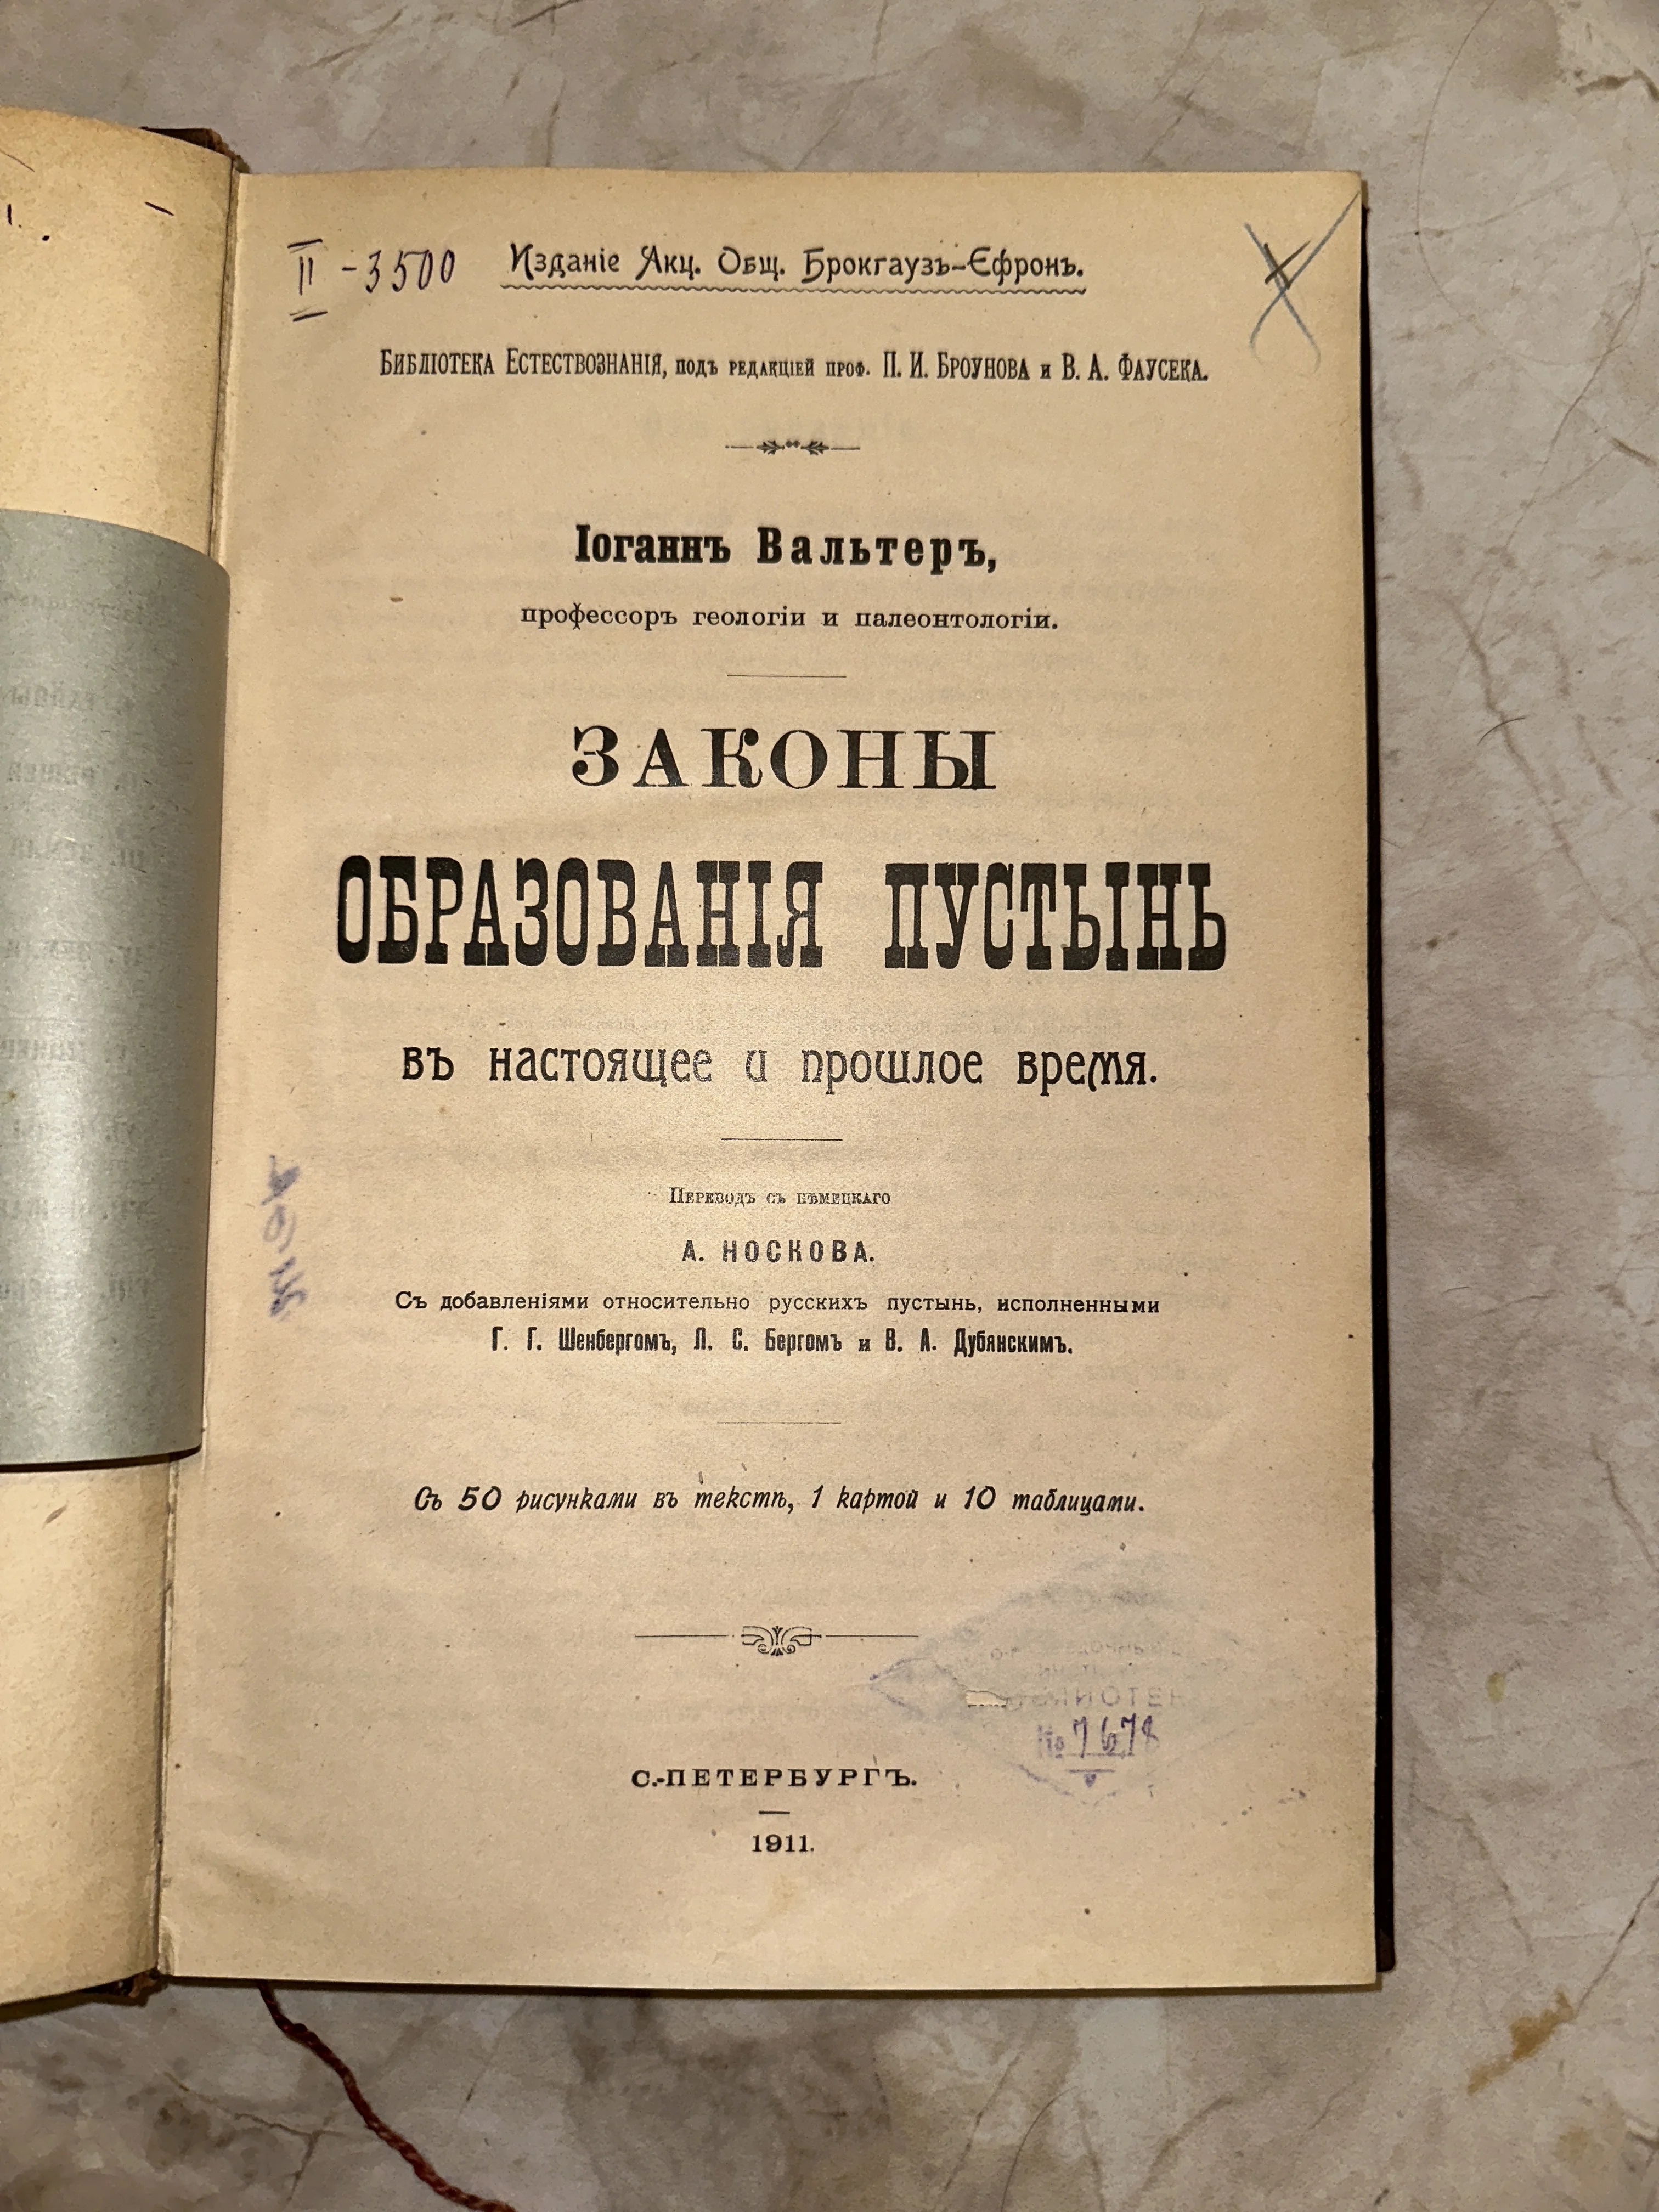 II - 3500
Изданіе Акц. Общ. Брокгаузъ-Ефронъ.
Библіотека Естествознанія, подъ редакціей проф. П. И. Броунова и В. А. Фаусека.
Іоганнъ Вальтеръ,
профессоръ геологіи и палеонтологіи.
ЗАКОНЫ
ОБРАЗОВАНІЯ ПУСТЫНЬ
въ настоящее и прошлое время.
Переводъ съ нѣмецкаго
А. НОСКОВА.
Съ добавленіями относительно русскихъ пустынь, исполненными
Г. Г. Шенбергомъ, Л. С. Бергомъ и В. А. Дубянскимъ.
Съ 50 рисунками въ текстѣ, 1 картой и 10 таблицами.
№ 7678
С.-ПЕТЕРБУРГЪ.
1911.